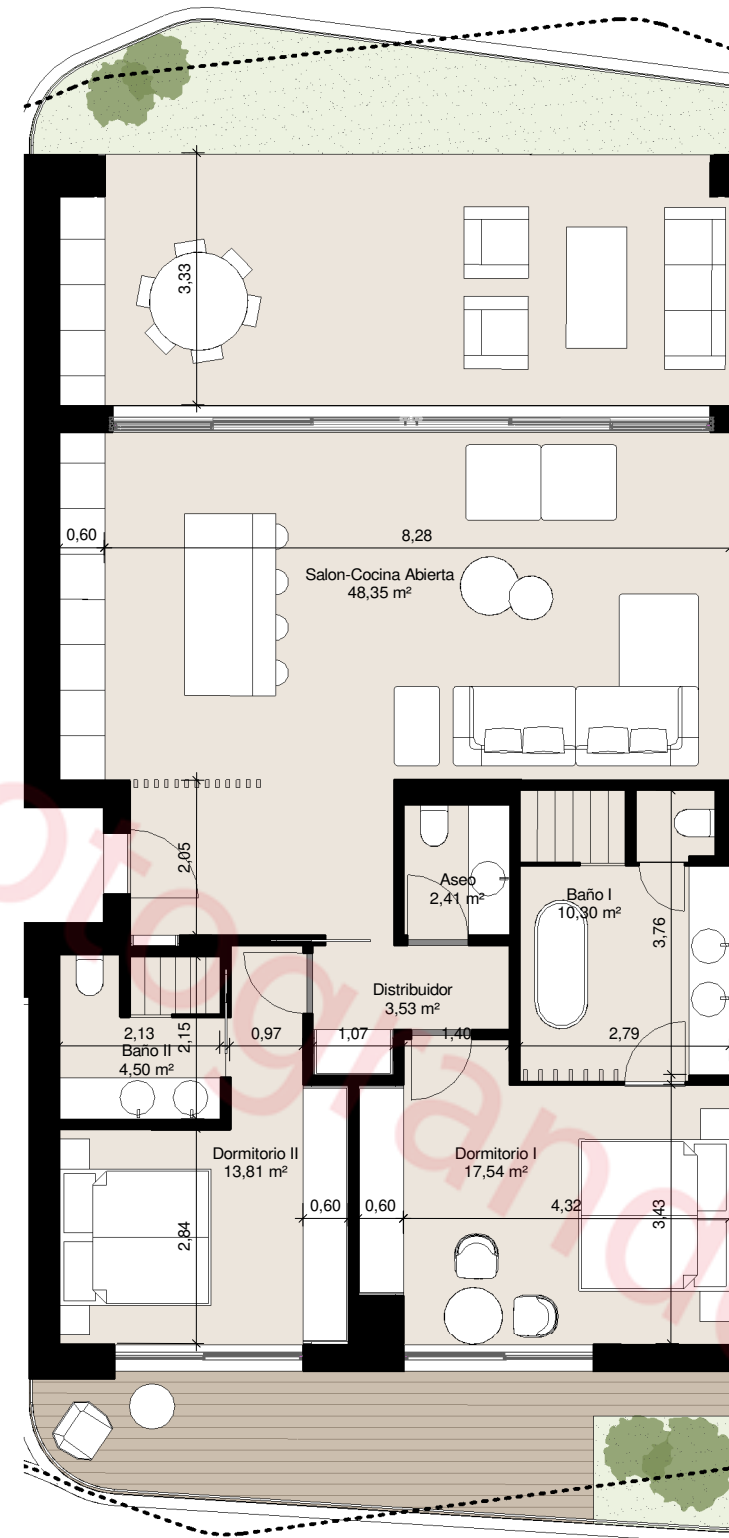 3,33
0,60
8,28
Salon-Cocina Abierta
48,35 m²
2,05
Aseo
2,41 m²
Baño I
10,30 m²
3,76
Distribuidor
3,53 m²
2,13
2,15
0,97
1,07
1,40
2,79
Baño II
4,50 m²
Dormitorio II
13,81 m²
Dormitorio I
17,54 m²
0,60
0,60
4,32
3,43
2,84
otogrande